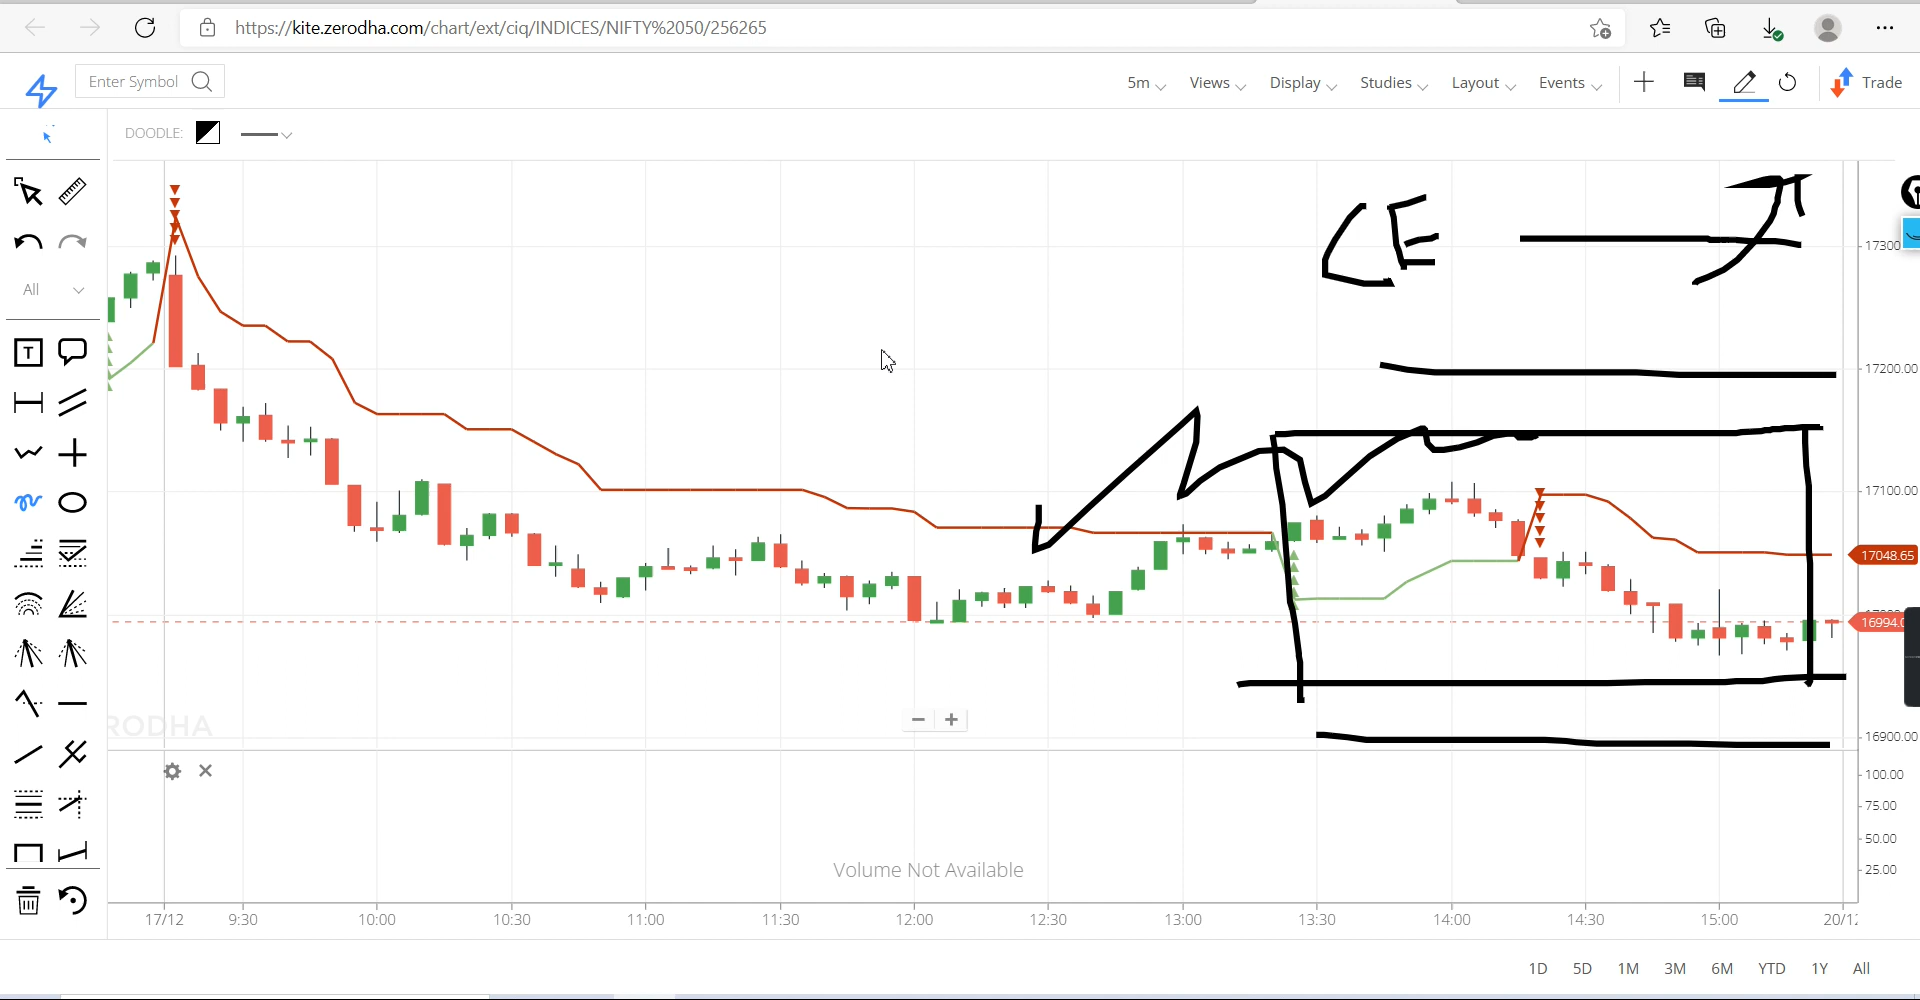 https://kite.zerodha.com/chart/ext/ciq/INDICES/NIFTY%2050/256265
Enter Symbol
5m Views Display Studies Layout Events Trade
DOODLE:
All
T
CE
17300
17200.00
17100.00
17048.65
16994.0
16900.00
RODHA
100.00
75.00
50.00
25.00
Volume Not Available
17/12 9:30 10:00 10:30 11:00 11:30 12:00 12:30 13:00 13:30 14:00 14:30 15:00 20/12
1D 5D 1M 3M 6M YTD 1Y All